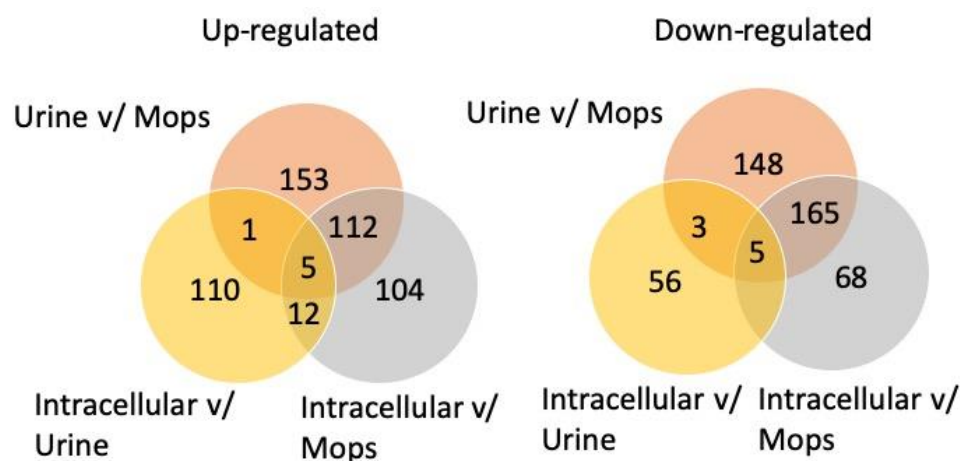 Up-regulated
Urine v/ Mops
153
1
112
5
110
104
12
Intracellular v/
Urine
Intracellular v/
Mops
Down-regulated
Urine v/ Mops
148
3
165
5
56
68
Intracellular v/
Urine
Intracellular v/
Mops